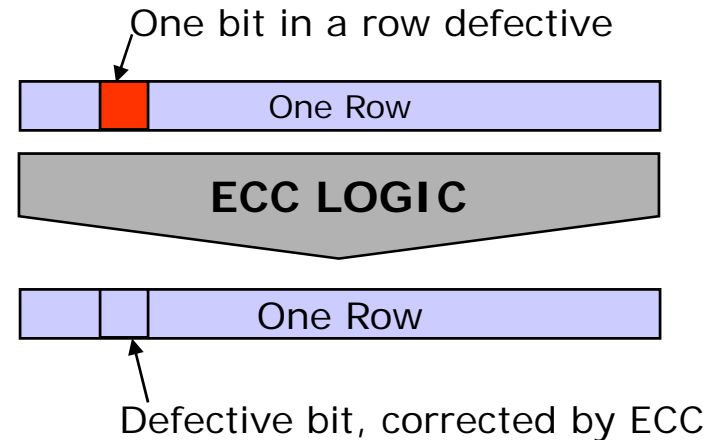 One bit in a row defective
One Row
ECC LOGIC
One Row
Defective bit, corrected by ECC